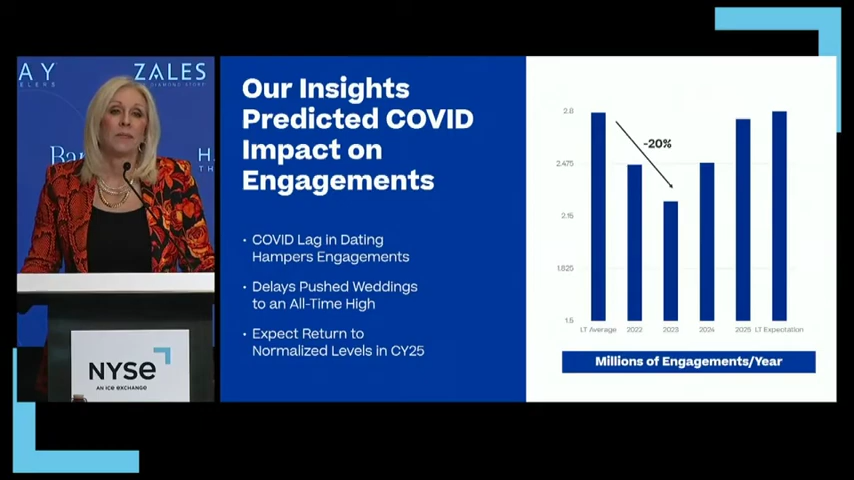 ZALES
Our Insights
Predicted COVID
Impact on
Engagements
• COVID Lag in Dating
Hampers Engagements
• Delays Pushed Weddings
to an All-Time High
• Expect Return to
Normalized Levels in CY25
2.8
2.475
2.15
1.825
1.5
-20%
LT Average
2022
2023
2024
2025
LT Expectation
Millions of Engagements/Year
NYSE
AN ICE EXCHANGE